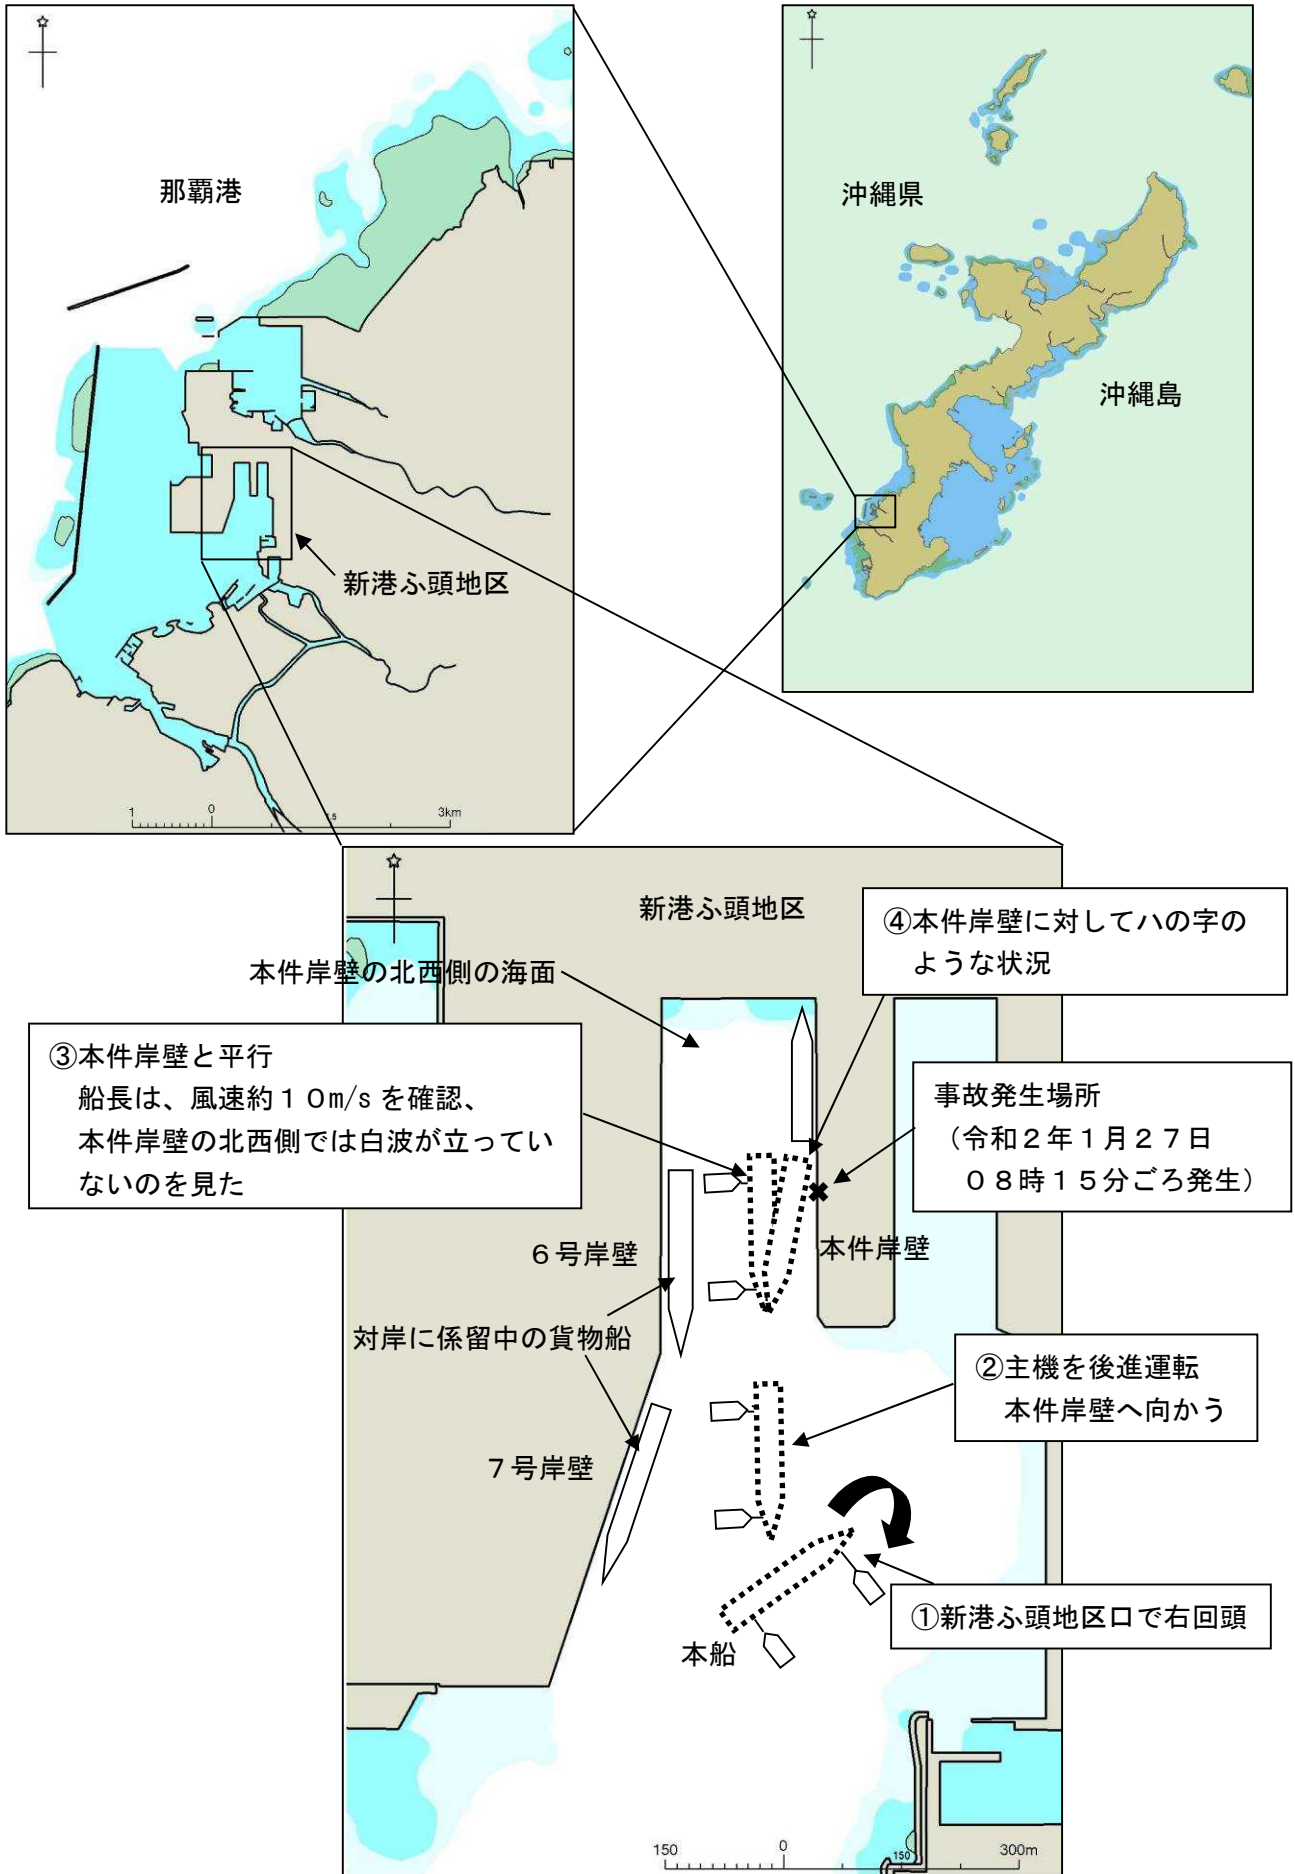 那覇港
新港ふ頭地区
1 0 1.5 3km
沖縄県
沖縄島
新港ふ頭地区
④本件岸壁に対してハの字の
ような状況
本件岸壁の北西側の海面
③本件岸壁と平行
船長は、風速約10m/sを確認、
本件岸壁の北西側では白波が立ってい
ないのを見た
事故発生場所
(令和2年1月27日
08時15分ごろ発生)
6号岸壁
本件岸壁
対岸に係留中の貨物船
②主機を後進運転
本件岸壁へ向かう
7号岸壁
①新港ふ頭地区口で右回頭
本船
150 0 150 300m